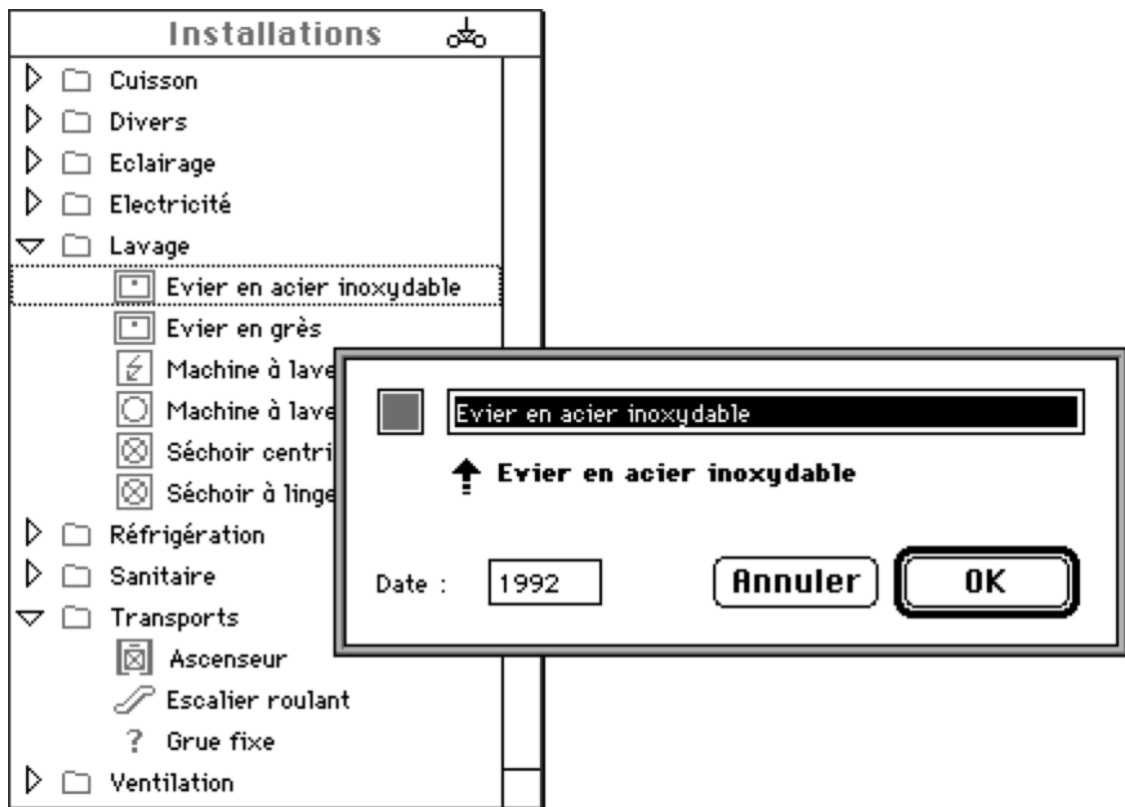 Installations
Cuisson
Divers
Eclairage
Electricité
Lavage
Evier en acier inoxydable
Evier en grès
Machine à lave
Machine à lave
Séchoir centri
Séchoir à linge
Réfrigération
Sanitaire
Transports
Ascenseur
Escalier roulant
? Grue fixe
Ventilation
Evier en acier inoxydable
Evier en acier inoxydable
Date : 1992 Annuler OK